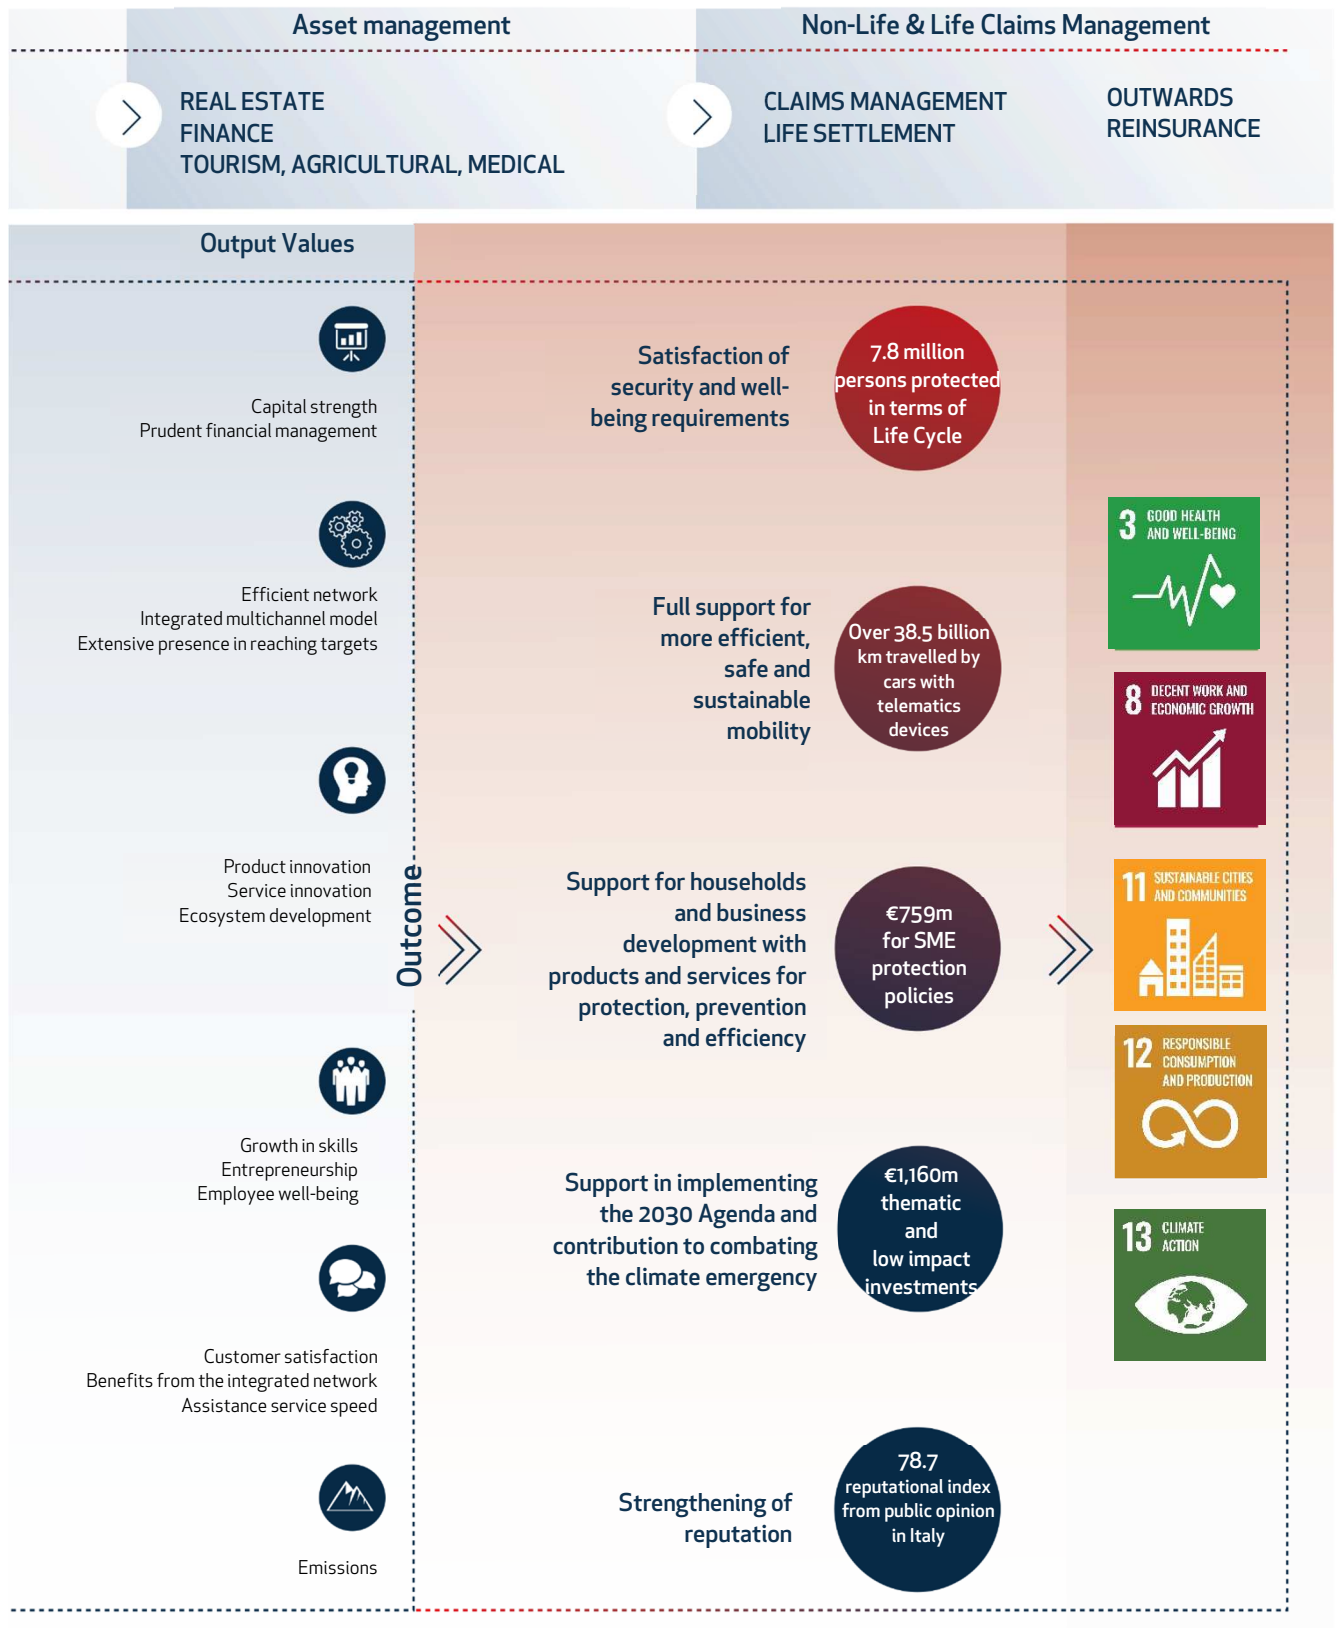 Asset management
Non-Life & Life Claims Management
REAL ESTATE
FINANCE
TOURISM, AGRICULTURAL, MEDICAL
CLAIMS MANAGEMENT
LIFE SETTLEMENT
OUTWARDS
REINSURANCE
Output Values
Capital strength
Prudent financial management
Efficient network
Integrated multichannel model
Extensive presence in reaching targets
Product innovation
Service innovation
Ecosystem development
Growth in skills
Entrepreneurship
Employee well-being
Customer satisfaction
Benefits from the integrated network
Assistance service speed
Emissions
Outcome
Satisfaction of
security and well-
being requirements
7.8 million
persons protected
in terms of
Life Cycle
Full support for
more efficient,
safe and
sustainable
mobility
Over 38.5 billion
km travelled by
cars with
telematics
devices
Support for households
and business
development with
products and services for
protection, prevention
and efficiency
€759m
for SME
protection
policies
Support in implementing
the 2030 Agenda and
contribution to combating
the climate emergency
€1,160m
thematic
and
low impact
investments
Strengthening of
reputation
78.7
reputational index
from public opinion
in Italy
3 GOOD HEALTH
AND WELL-BEING
8 DECENT WORK AND
ECONOMIC GROWTH
11 SUSTAINABLE CITIES
AND COMMUNITIES
12 RESPONSIBLE
CONSUMPTION
AND PRODUCTION
13 CLIMATE
ACTION